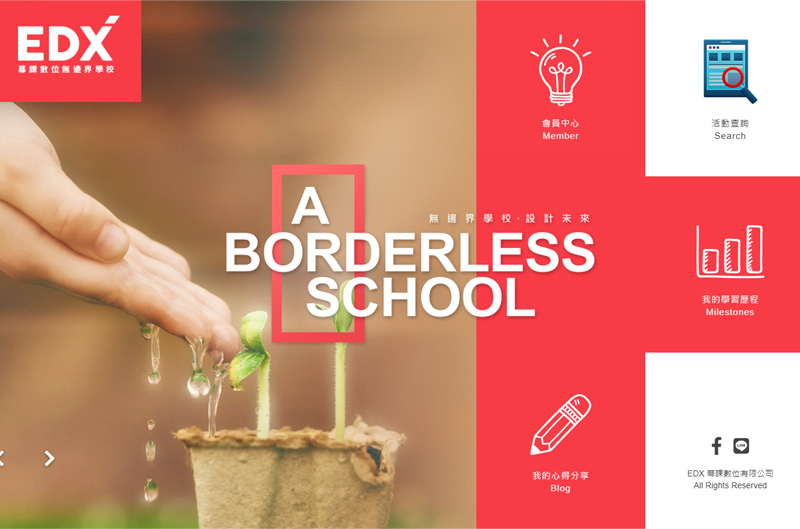 EDX
幕課數位無邊界學校
會員中心
Member
活動查詢
Search
無邊界學校·設計未來
A
BORDERLESS
SCHOOL
我的學習歷程
Milestones
我的心得分享
Blog
EDX 幕課數位有限公司
All Rights Reserved